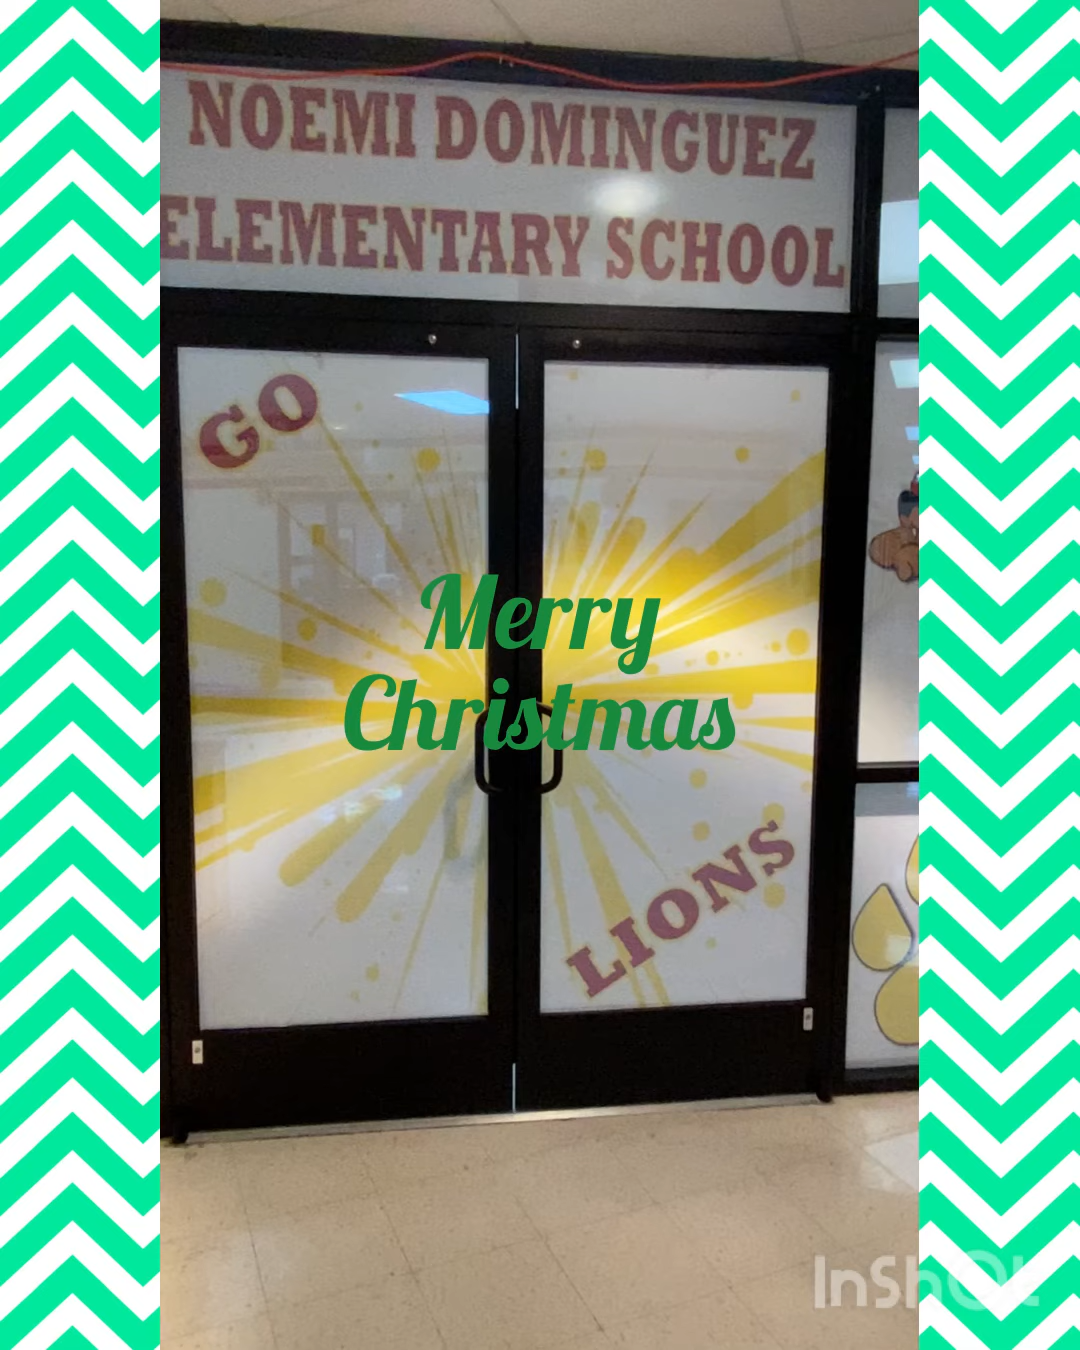 NOEMI DOMINGUEZ
ELEMENTARY SCHOOL
GO
Merry
Christmas
LIONS
InShOt